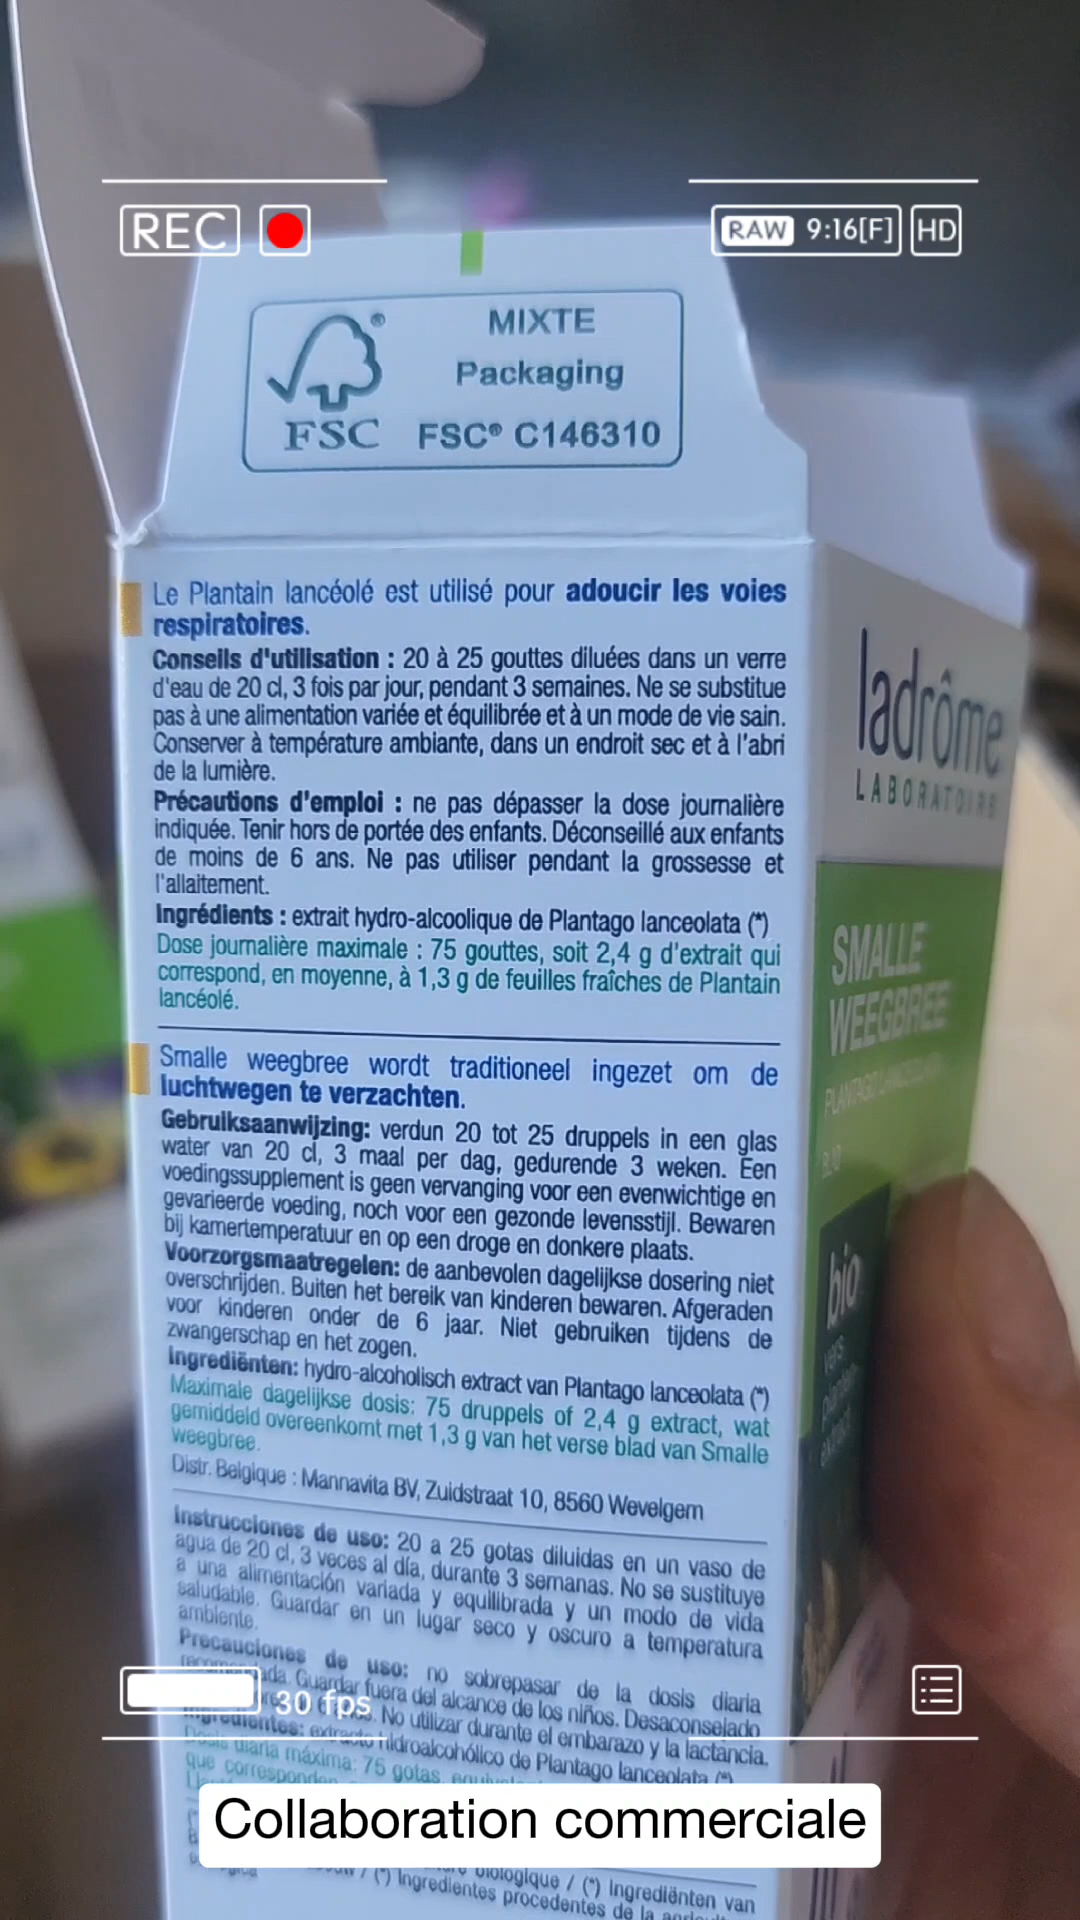 REC
RAW 9:16[F] HD
MIXTE
Packaging
FSC FSC® C146310
Le Plantain lancéolé est utilisé pour adoucir les voies
respiratoires.
Conseils d'utilisation : 20 à 25 gouttes diluées dans un verre
d'eau de 20 cl, 3 fois par jour, pendant 3 semaines. Ne se substitue
pas à une alimentation variée et équilibrée et à un mode de vie sain.
Conserver à température ambiante, dans un endroit sec et à l'abri
de la lumière.
Précautions d'emploi : ne pas dépasser la dose journalière
indiquée. Tenir hors de portée des enfants. Déconseillé aux enfants
de moins de 6 ans. Ne pas utiliser pendant la grossesse et
l'allaitement.
Ingrédients : extrait hydro-alcoolique de Plantago lanceolata (*)
Dose journalière maximale : 75 gouttes, soit 2,4 g d'extrait qui
correspond, en moyenne, à 1,3 g de feuilles fraîches de Plantain
lancéolé.
Smalle weegbree wordt traditioneel ingezet om de
luchtwegen te verzachten.
Gebruiksaanwijzing: verdun 20 tot 25 druppels in een glas
water van 20 cl, 3 maal per dag, gedurende 3 weken. Een
voedingssupplement is geen vervanging voor een evenwichtige en
gevarieerde voeding, noch voor een gezonde levensstijl. Bewaren
bij kamertemperatuur en op een droge en donkere plaats.
Voorzorgsmaatregelen: de aanbevolen dagelijkse dosering niet
overschrijden. Buiten het bereik van kinderen bewaren. Afgeraden
voor kinderen onder de 6 jaar. Niet gebruiken tijdens de
zwangerschap en het zogen.
Ingrediënten: hydro-alcoholisch extract van Plantago lanceolata (*)
Maximale dagelijkse dosis: 75 druppels of 2,4 g extract, wat
gemiddeld overeenkomt met 1,3 g van het verse blad van Smalle
weegbree.
Distr. Belgique : Mannavita BV, Zuidstraat 10, 8560 Wevelgem
Instrucciones de uso: 20 a 25 gotas diluidas en un vaso de
agua de 20 cl, 3 veces al día, durante 3 semanas. No se sustituye
a una alimentación variada y equilibrada y un modo de vida
saludable. Guardar en un lugar seco y oscuro a temperatura
ambiente.
Precauciones de uso: no sobrepasar de la dosis diaria
Guardar fuera del alcance de los niños. Desaconselado
No utilizar durante el embarazo y la lactancia.
extracto hidroalcohólico de Plantago lanceolata (*)
Dosis diaria máxima: 75 gotas,
que corresponden
biologique / (*) Ingrediënten van
/ (*) Ingredientes procedentes de la
ladrôme
LABORATOIRE
SMALLE
WEEGBREE
PLANTAGO LANCEOLATA
bio
vers
30 fps
Collaboration commerciale